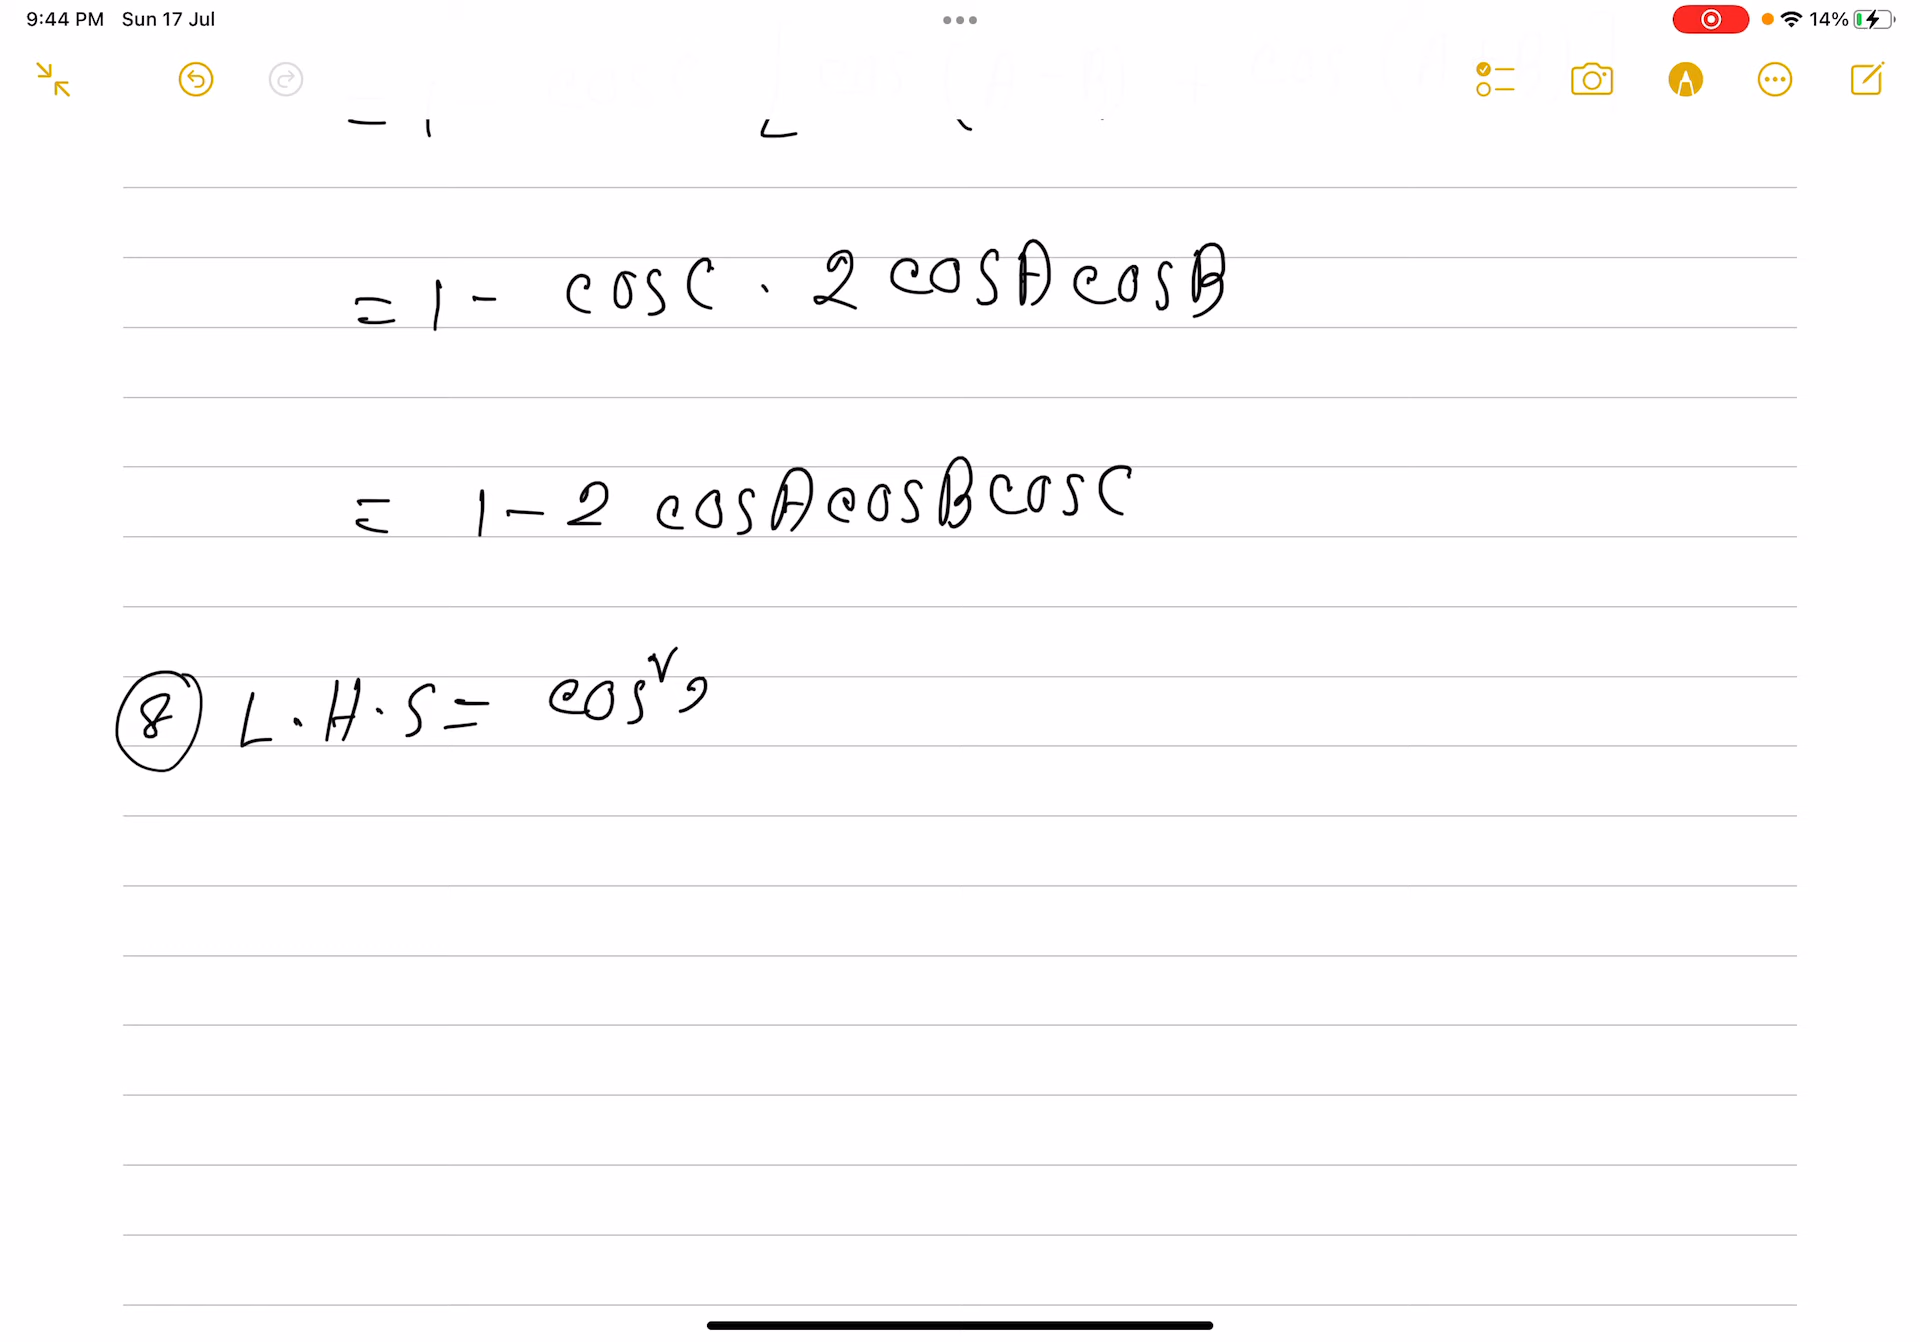 9:44 PM Sun 17 Jul 14%
= 1 - cos C . 2 cos A cos B
= 1 - 2 cos A cos B cos C
8 L.H.S = cos² 2